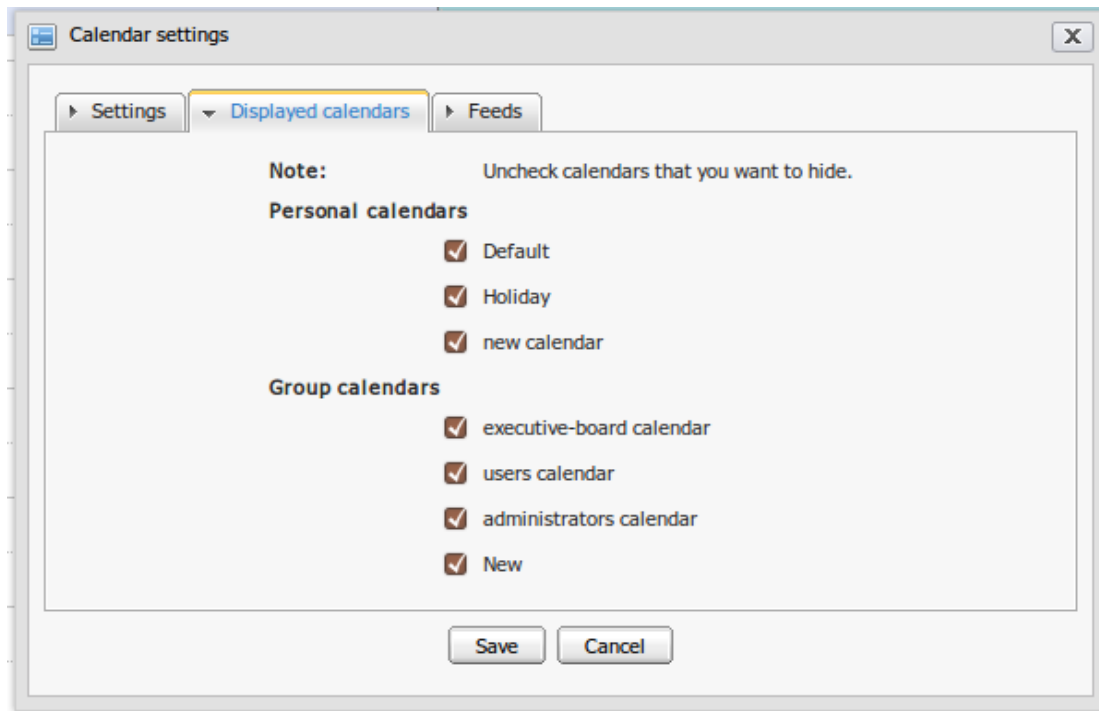 Calendar settings
X
Settings
Displayed calendars
Feeds
Note: Uncheck calendars that you want to hide.
Personal calendars
Default
Holiday
new calendar
Group calendars
executive-board calendar
users calendar
administrators calendar
New
Save
Cancel